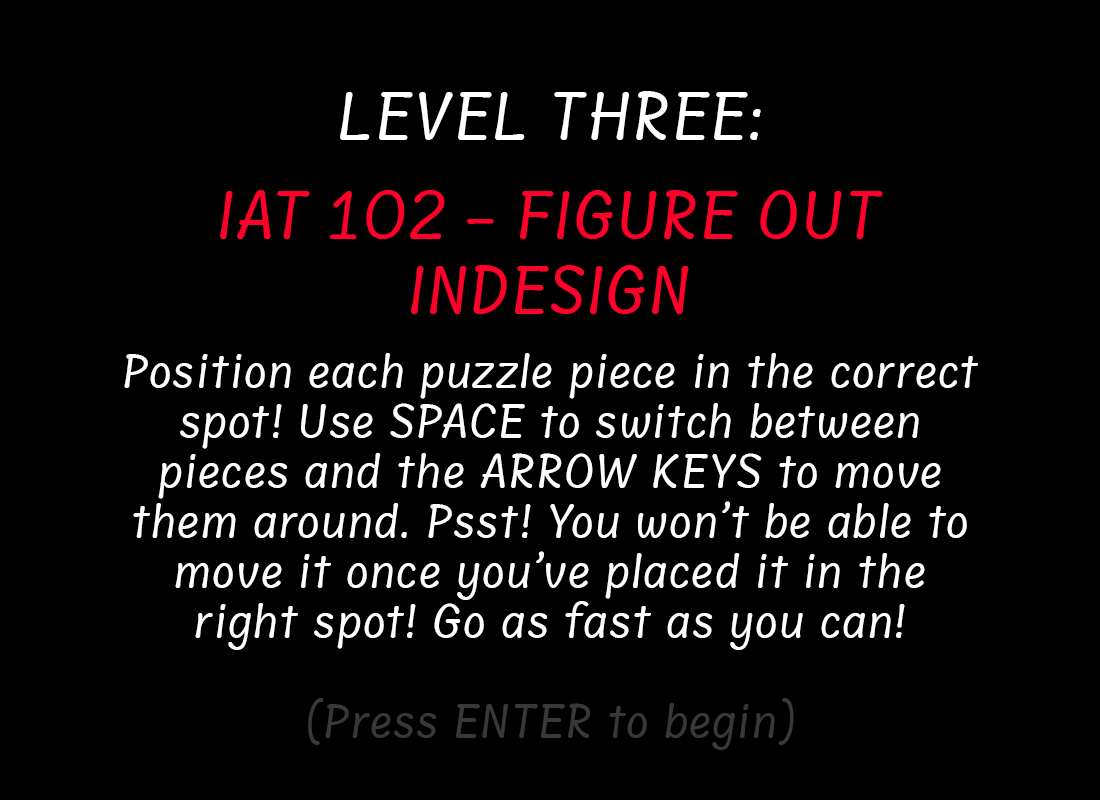 LEVEL THREE:
IAT 102 – FIGURE OUT
INDESIGN
Position each puzzle piece in the correct
spot! Use SPACE to switch between
pieces and the ARROW KEYS to move
them around. Psst! You won’t be able to
move it once you’ve placed it in the
right spot! Go as fast as you can!
(Press ENTER to begin)